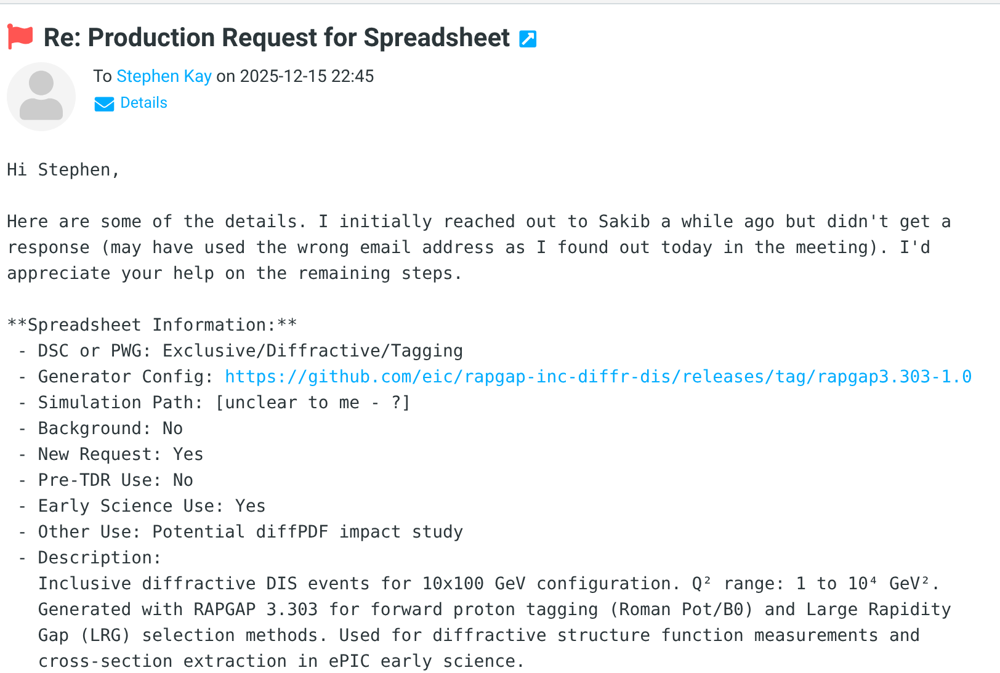 Re: Production Request for Spreadsheet
To Stephen Kay on 2025-12-15 22:45
Details
Hi Stephen,
Here are some of the details. I initially reached out to Sakib a while ago but didn't get a
response (may have used the wrong email address as I found out today in the meeting). I'd
appreciate your help on the remaining steps.
**Spreadsheet Information:**
- DSC or PWG: Exclusive/Diffractive/Tagging
- Generator Config: https://github.com/eic/rapgap-inc-diffr-dis/releases/tag/rapgap3.303-1.0
- Simulation Path: [unclear to me - ?]
- Background: No
- New Request: Yes
- Pre-TDR Use: No
- Early Science Use: Yes
- Other Use: Potential diffPDF impact study
- Description:
Inclusive diffractive DIS events for 10x100 GeV configuration. Q² range: 1 to 10⁴ GeV².
Generated with RAPGAP 3.303 for forward proton tagging (Roman Pot/B0) and Large Rapidity
Gap (LRG) selection methods. Used for diffractive structure function measurements and
cross-section extraction in ePIC early science.